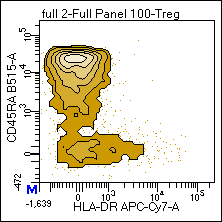 full 2-Full Panel 100-Treg
CD45RA B515-A
10^5
10^4
10^3
0
-472
M
-1,639
0
10^3
10^4
10^5
HLA-DR APC-Cy7-A